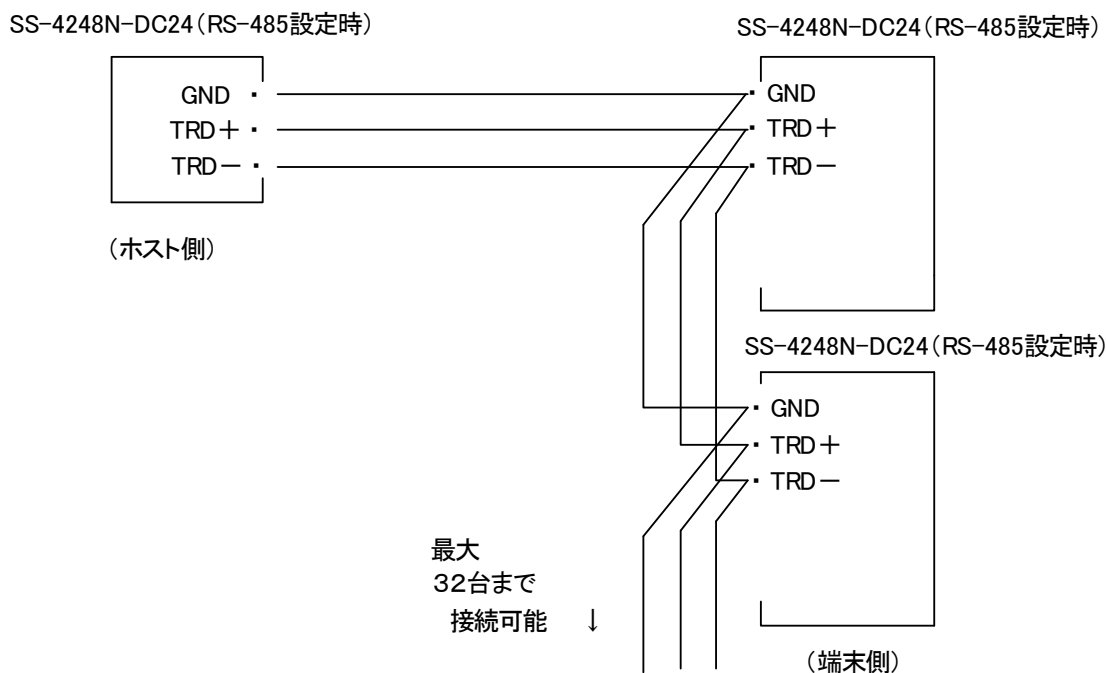 SS-4248N-DC24（RS-485設定時）
SS-4248N-DC24（RS-485設定時）
GND
TRD＋
TRD－
（ホスト側）
GND
TRD＋
TRD－
SS-4248N-DC24（RS-485設定時）
GND
TRD＋
TRD－
最大
32台まで
接続可能 ↓
（端末側）